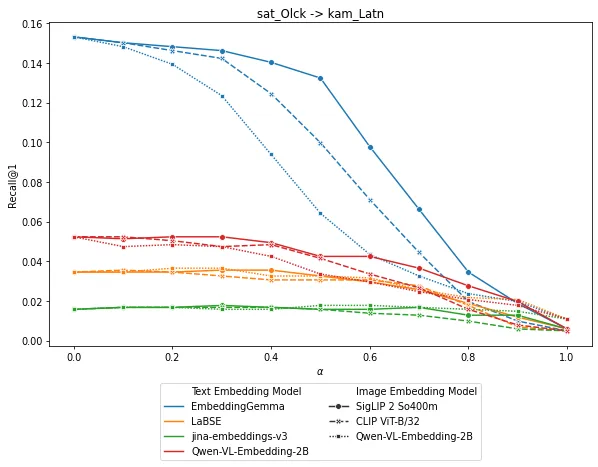 sat_Olck -> kam_Latn
Recall@1
0.16
0.14
0.12
0.10
0.08
0.06
0.04
0.02
0.00
0.0 0.2 0.4 0.6 0.8 1.0
α
Text Embedding Model
EmbeddingGemma
LaBSE
jina-embeddings-v3
Qwen-VL-Embedding-2B
Image Embedding Model
SigLIP 2 So400m
CLIP ViT-B/32
Qwen-VL-Embedding-2B